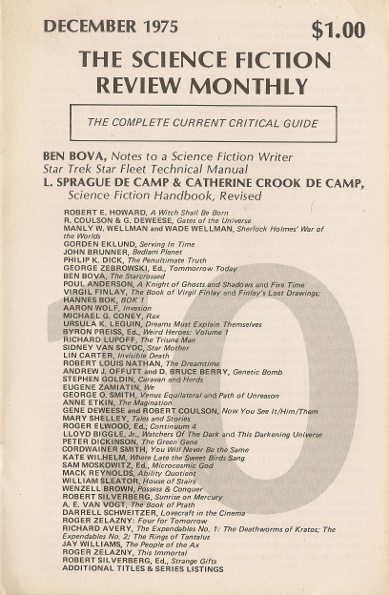 DECEMBER 1975
$1.00
THE SCIENCE FICTION
REVIEW MONTHLY
THE COMPLETE CURRENT CRITICAL GUIDE
BEN BOVA, Notes to a Science Fiction Writer
Star Trek Star Fleet Technical Manual
L. SPRAGUE DE CAMP & CATHERINE CROOK DE CAMP,
Science Fiction Handbook, Revised
ROBERT E. HOWARD, A Witch Shall Be Born
R. COULSON & G. DEWEESE, Gates of the Universe
MANLY W. WELLMAN and WADE WELLMAN, Sherlock Holmes' War of
the Worlds
GORDEN EKLUND, Serving In Time
JOHN BRUNNER, Bedlam Planet
PHILIP K. DICK, The Penultimate Truth
GEORGE ZEBROWSKI, Ed., Tommorrow Today
BEN BOVA, The Starcrossed
POUL ANDERSON, A Knight of Ghosts and Shadows and Fire Time
VIRGIL FINLAY, The Book of Virgil Finlay and Finlay's Lost Drawings;
HANNES BOK, BOK !
AARON WOLF, Invasion
MICHAEL G. CONEY, Rax
URSULA K. LEGUIN, Dreams Must Explain Themselves
BYRON PREISS, Ed., Weird Heroes: Volume 1
RICHARD LUPOFF, The Triune Man
SIDNEY VAN SCYOC, Star Mother
LIN CARTER, Invisible Death
ROBERT LOUIS NATHAN, The Dreamtime
ANDREW J. OFFUTT and D. BRUCE BERRY, Genetic Bomb
STEPHEN GOLDIN, Caravan and Herds
EUGENE ZAMIATIN, We
GEORGE O. SMITH, Venus Equilateral and Path of Unreason
ANNE ETKIN, The Magnation
GENE DEWEESE and ROBERT COULSON, Now You See It/Him/Them
MARY SHELLEY, Tales and Stories
ROGER ELWOOD, Ed., Continuum 4
LLOYD BIGGLE, Jr., Watchers Of The Dark and This Darkening Universe
PETER DICKINSON, The Green Gene
CORDWAINER SMITH, You Will Never Be the Same
KATE WILHELM, Where Late the Sweet Birds Sang
SAM MOSKOWITZ, Ed., Microcosmic God
MACK REYNOLDS, Ability Quotient
WILLIAM SLEATOR, House of Stairs
WENZELL BROWN, Possess & Conquer
ROBERT SILVERBERG, Sunrise on Mercury
A. E. VAN VOGT, The Book of Ptath
DARRELL SCHWEITZER, Lovecraft in the Cinema
ROGER ZELAZNY: Four for Tomorrow
RICHARD AVERY, The Expendables No. 1: The Deathworms of Kratos; The
Expendables No. 2; The Rings of Tantalus
JAY WILLIAMS, The People of the Ax
ROGER ZELAZNY, This Immortal
ROBERT SILVERBERG, Ed., Strange Gifts
ADDITIONAL TITLES & SERIES LISTINGS
10